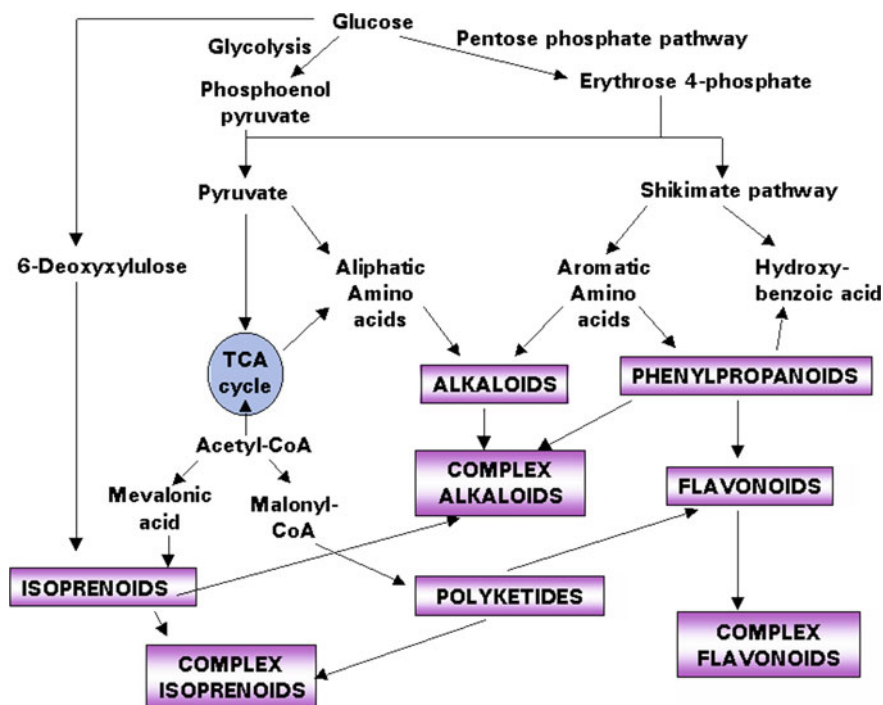 Glucose
Glycolysis
Pentose phosphate pathway
Phosphoenol
pyruvate
Erythrose 4-phosphate
Pyruvate
Shikimate pathway
6-Deoxyxylulose
Aliphatic
Amino
acids
Aromatic
Amino
acids
Hydroxy-
benzoic acid
TCA
cycle
ALKALOIDS
PHENYLPROPANOIDS
Acetyl-CoA
COMPLEX
ALKALOIDS
FLAVONOIDS
Mevalonic
acid
Malonyl-
CoA
ISOPRENOIDS
POLYKETIDES
COMPLEX
FLAVONOIDS
COMPLEX
ISOPRENOIDS